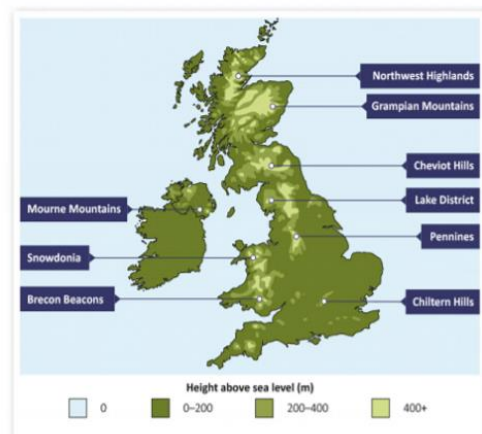 Northwest Highlands
Grampian Mountains
Cheviot Hills
Lake District
Mourne Mountains
Pennines
Snowdonia
Brecon Beacons
Chiltern Hills
Height above sea level (m)
0
0–200
200–400
400+